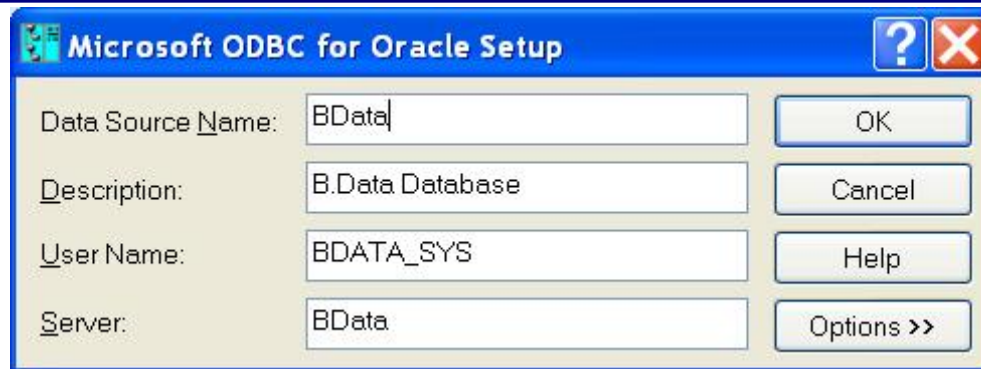 Microsoft ODBC for Oracle Setup
?
Data Source Name: BData OK
Description: B.Data Database Cancel
User Name: BDATA_SYS Help
Server: BData Options >>